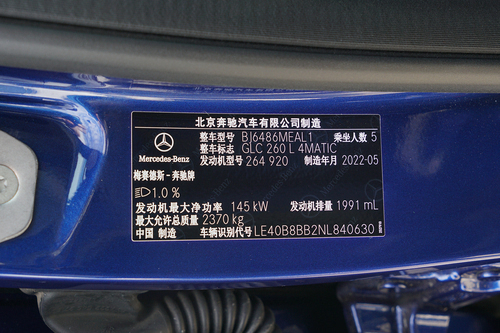 北京奔驰汽车有限公司制造
整车型号 BJ6486MEAL1 乘坐人数 5
整车名称 GLC 260 L 4MATIC
发动机型号 264 920 制造年月 2022-05
Mercedes-Benz
梅赛德斯-奔驰牌
1.0 %
发动机最大净功率 145 kW 发动机排量 1991 mL
最大允许总质量 2370 kg
中国 制造 车辆识别代号 LE40B8BB2NL840630